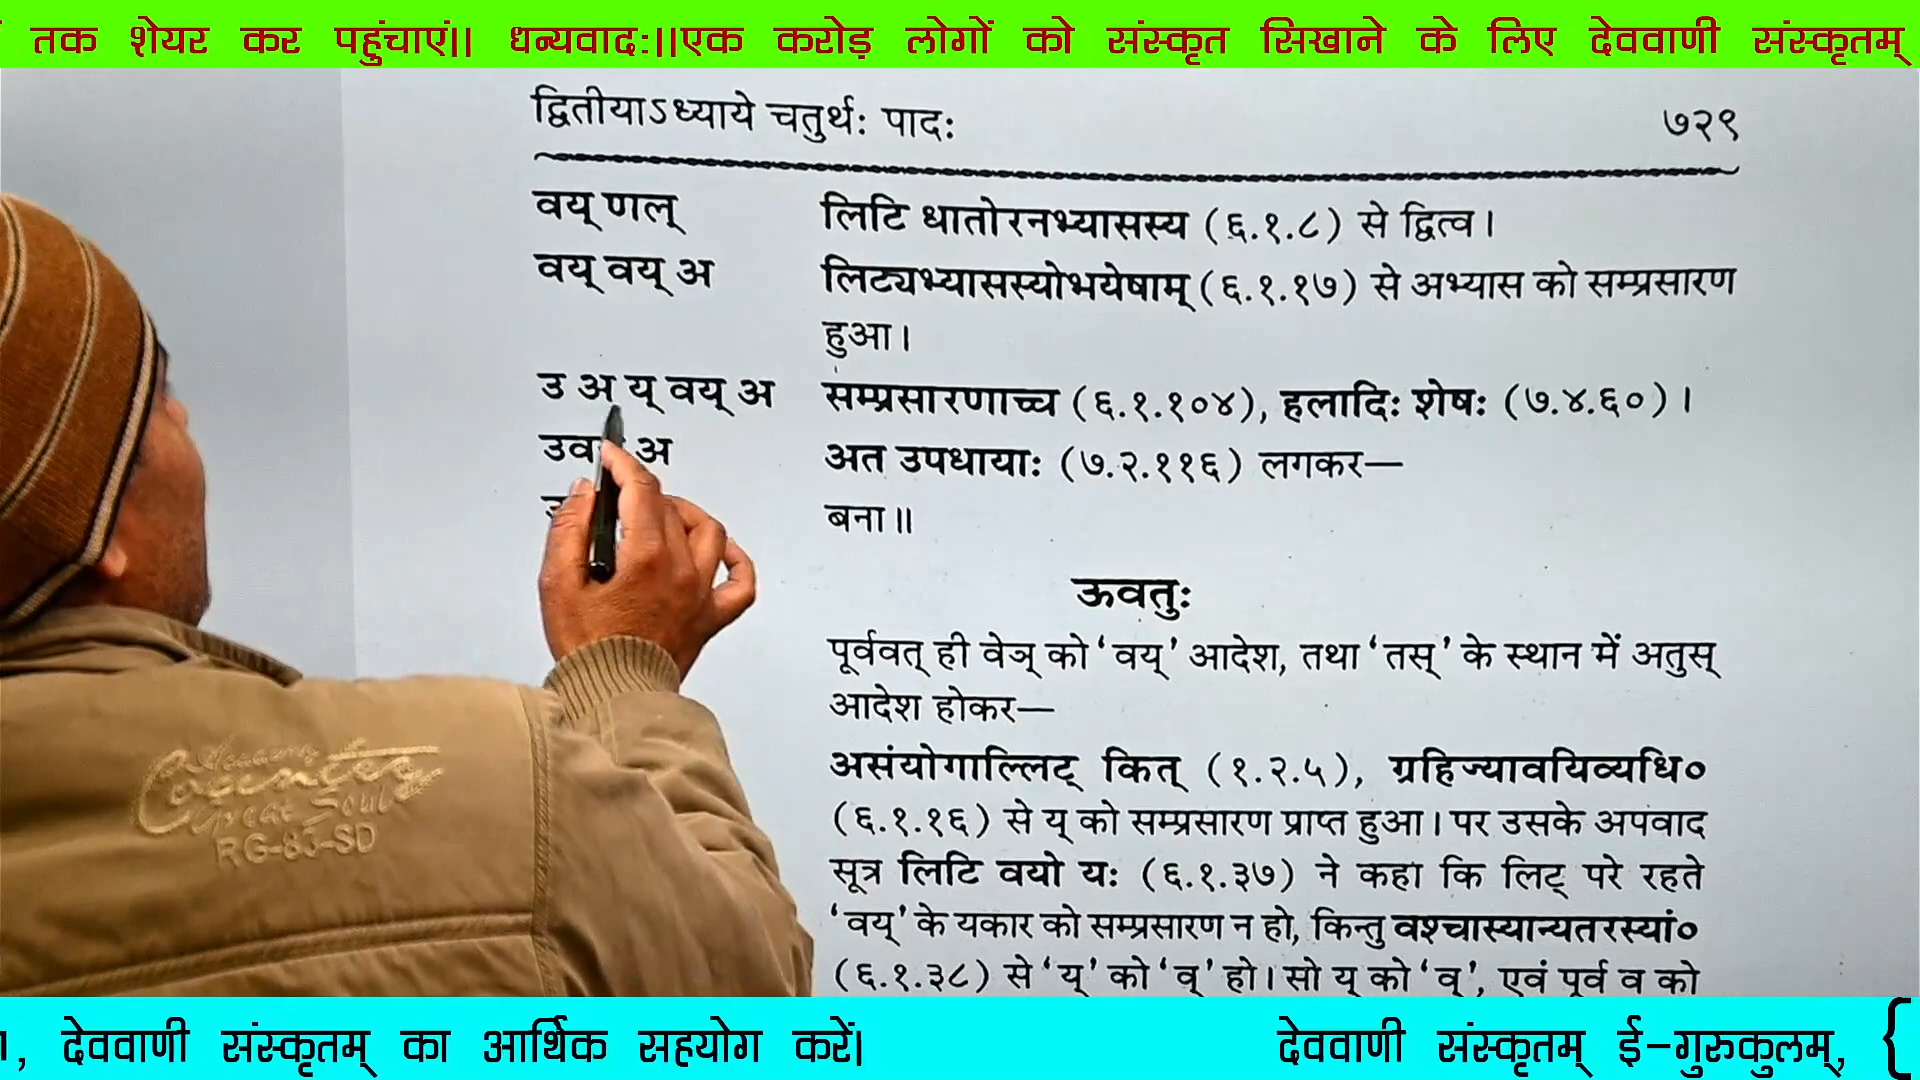 तक शेयर कर पहुंचाएं।। धन्यवादः।।एक करोड़ लोगों को संस्कृत सिखाने के लिए देववाणी संस्कृतम्
द्वितीयाऽध्याये चतुर्थः पादः ७२९
वय् णल् लिटि धातोरनभ्यासस्य (६.१.८) से द्वित्व।
वय् वय् अ लिट्यभ्यासस्योभयेषाम् (६.१.१७) से अभ्यास को सम्प्रसारण
हुआ।
उ अ य् वय् अ सम्प्रसारणाच्च (६.१.१०४), हलादिः शेषः (७.४.६०)।
अ अत उपधायाः (७.२.११६) लगकर—
बना॥
ऊवतुः
पूर्ववत् ही वेञ् को ‘वय्’ आदेश, तथा ‘तस्’ के स्थान में अतुस्
आदेश होकर—
असंयोगाल्लिट् कित् (१.२.५), ग्रहिज्यावयिव्यधि०
(६.१.१६) से य् को सम्प्रसारण प्राप्त हुआ। पर उसके अपवाद
सूत्र लिटि वयो यः (६.१.३७) ने कहा कि लिट् परे रहते
‘वय्’ के यकार को सम्प्रसारण न हो, किन्तु वश्चास्यान्यतरस्यां०
(६.१.३८) से ‘य्’ को ‘व्’ हो। सो य् को ‘व्’, एवं पूर्व व को
Counter
Great Soul
RG-83-SD
, देववाणी संस्कृतम् का आर्थिक सहयोग करें। देववाणी संस्कृतम् ई-गुरुकुलम्, {